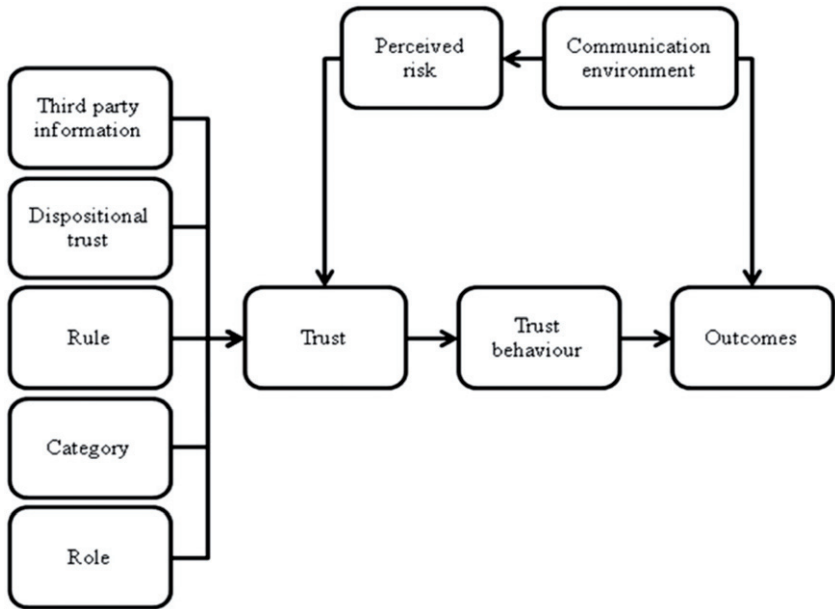 Perceived
risk
Communication
environment
Third party
information
Dispositional
trust
Rule
Category
Role
Trust
Trust
behaviour
Outcomes